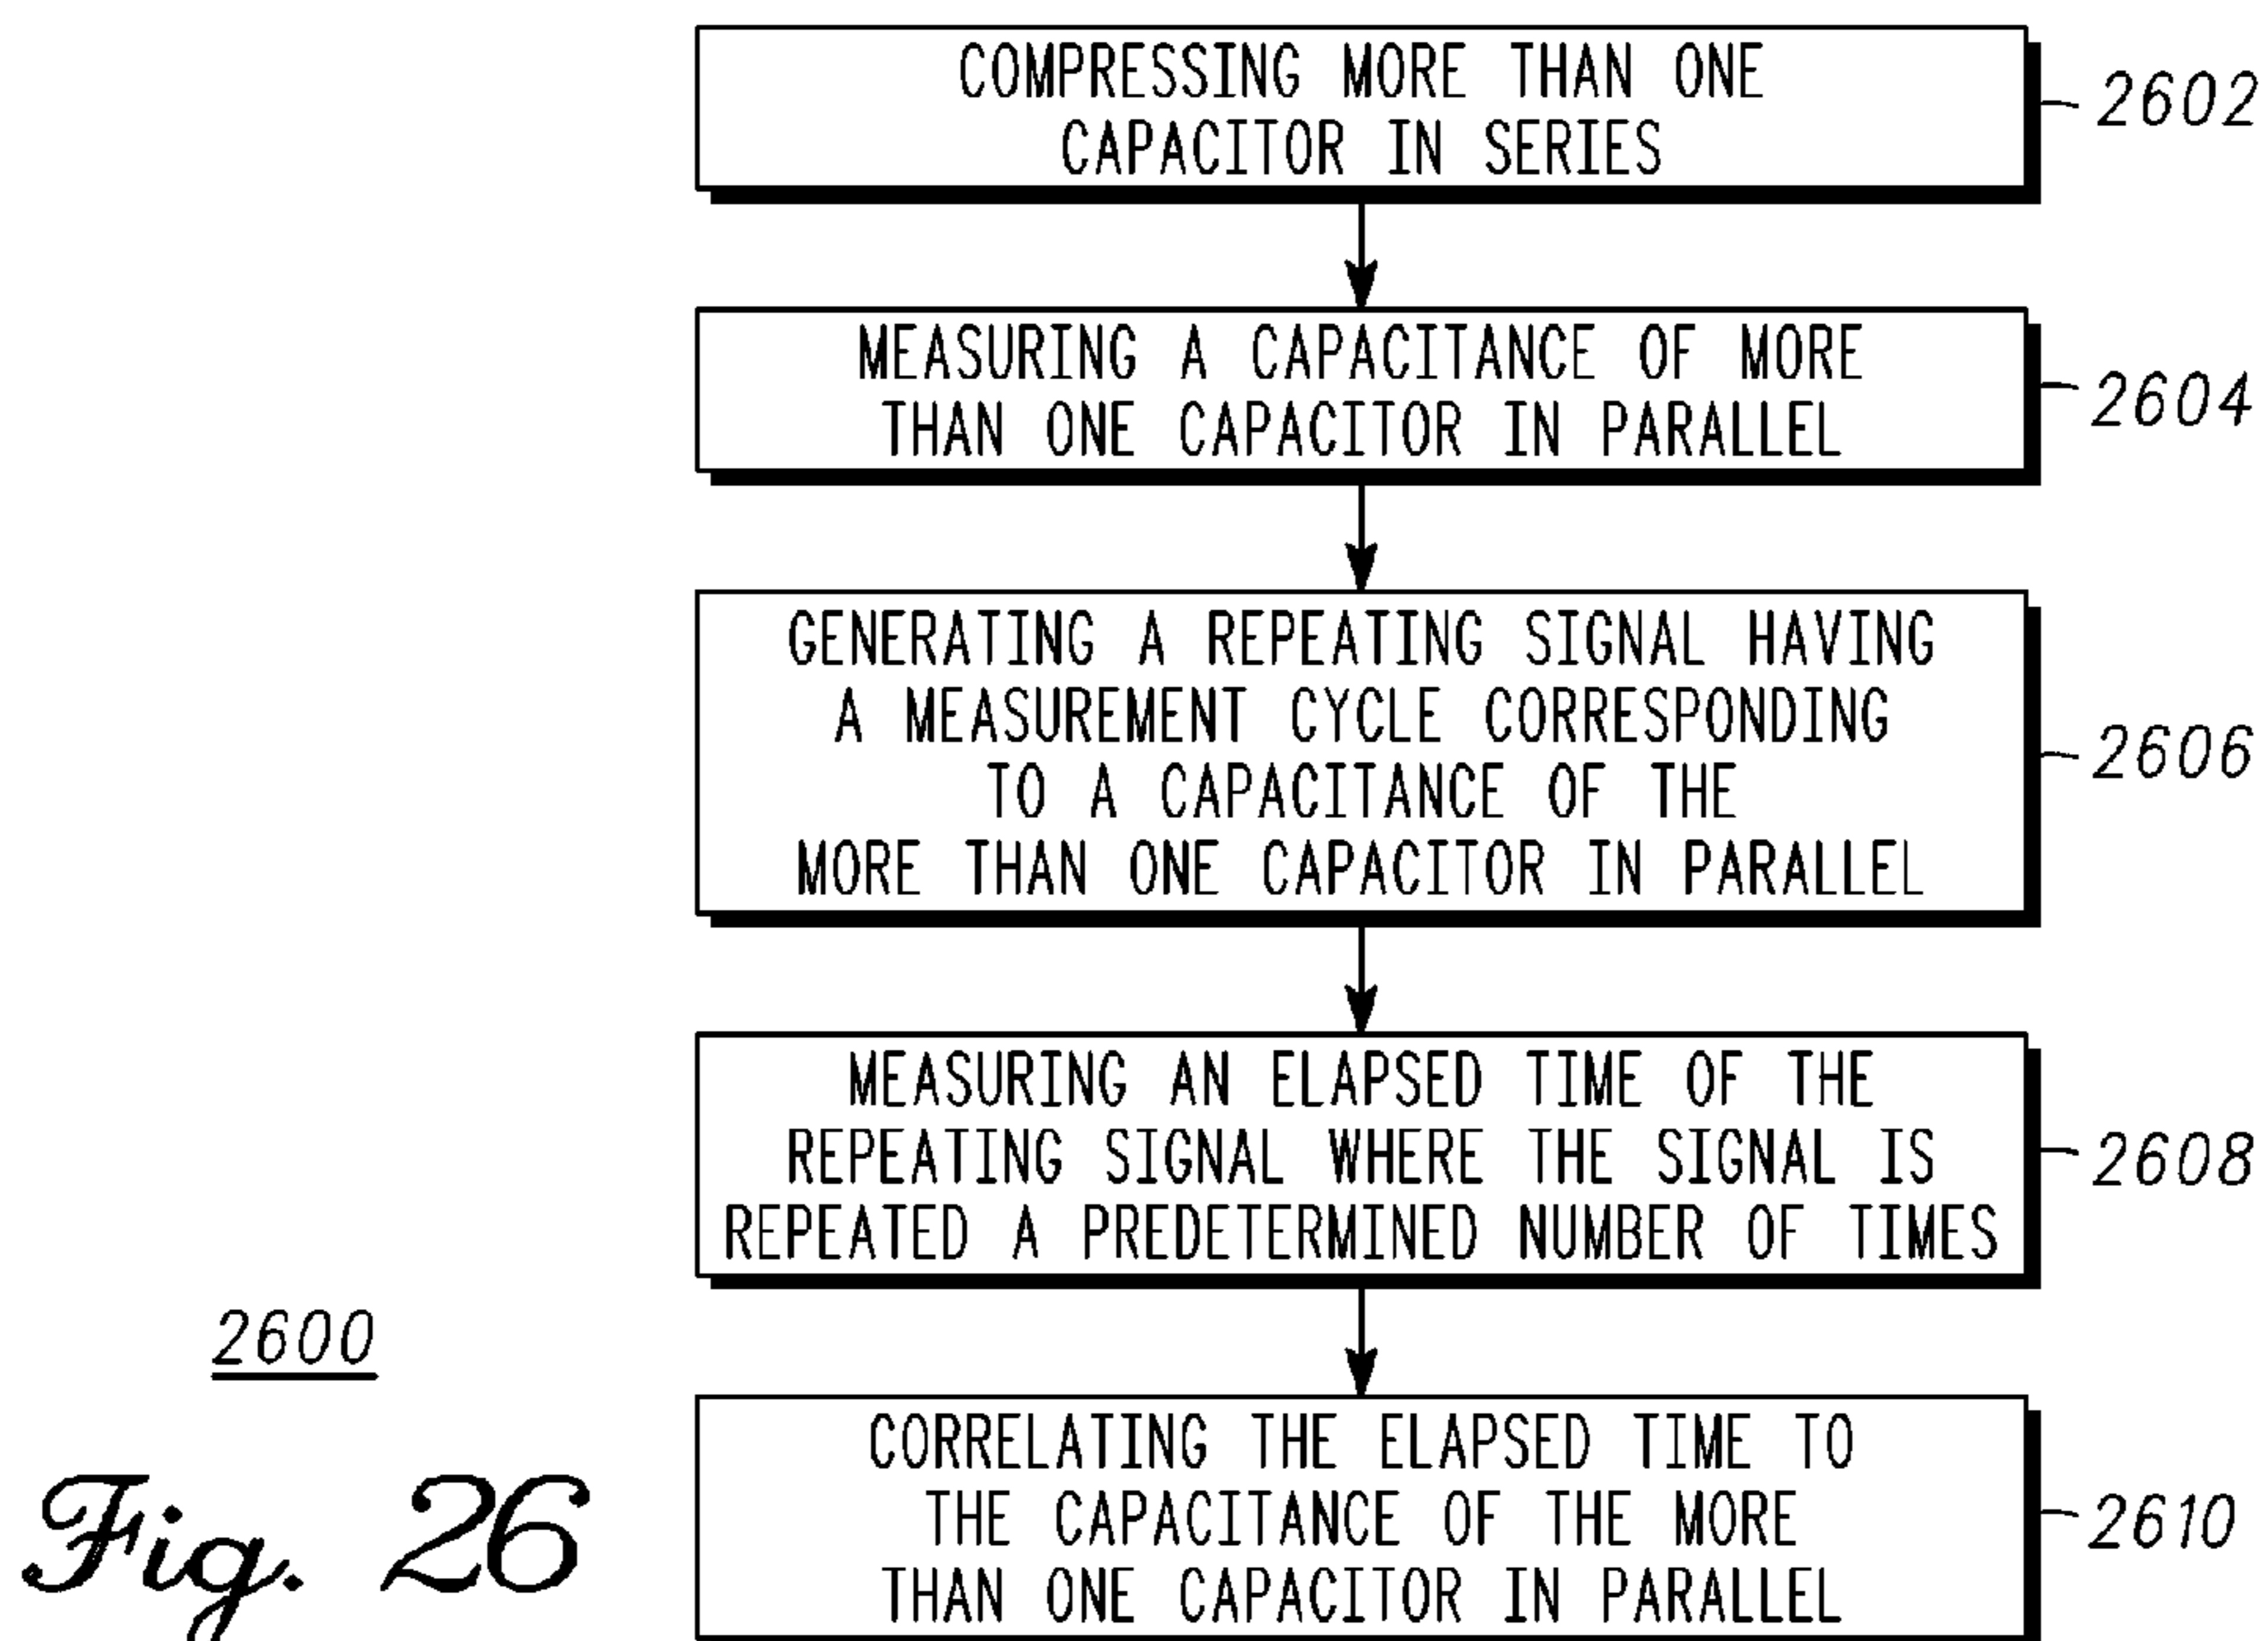 COMPRESSING MORE THAN ONE
CAPACITOR IN SERIES
2602
MEASURING A CAPACITANCE OF MORE
THAN ONE CAPACITOR IN PARALLEL
2604
GENERATING A REPEATING SIGNAL HAVING
A MEASUREMENT CYCLE CORRESPONDING
TO A CAPACITANCE OF THE
MORE THAN ONE CAPACITOR IN PARALLEL
2606
MEASURING AN ELAPSED TIME OF THE
REPEATING SIGNAL WHERE THE SIGNAL IS
REPEATED A PREDETERMINED NUMBER OF TIMES
2608
CORRELATING THE ELAPSED TIME TO
THE CAPACITANCE OF THE MORE
THAN ONE CAPACITOR IN PARALLEL
2610
2600
Fig. 26